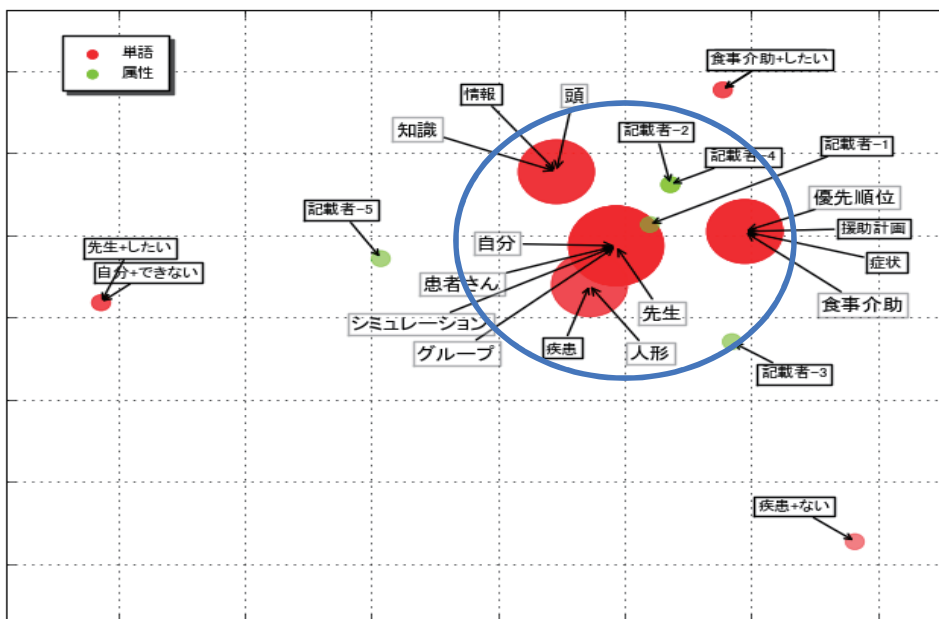 単語
属性
食事介助+したい
情報
頭
知識
記載者-2
記載者-1
記載者-4
優先順位
記載者-5
援助計画
自分
先生+したい
症状
自分+できない
患者さん
食事介助
先生
シミュレーション
グループ
疾患
人形
記載者-3
疾患+ない